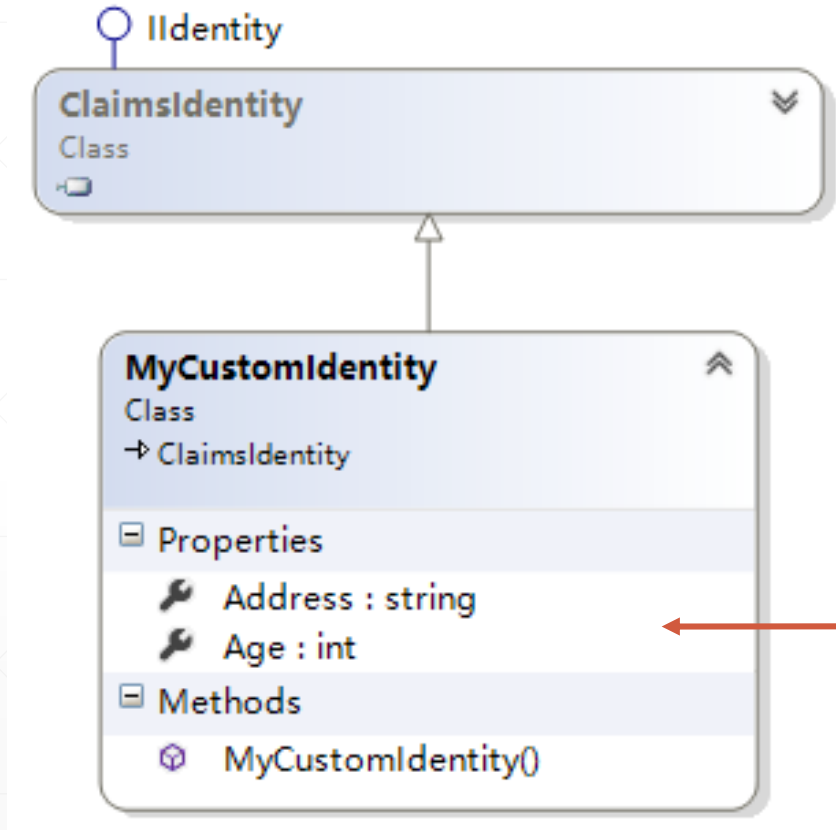 IIdentity
ClaimsIdentity
Class
MyCustomIdentity
Class
ClaimsIdentity
Properties
Address : string
Age : int
Methods
MyCustomIdentity()